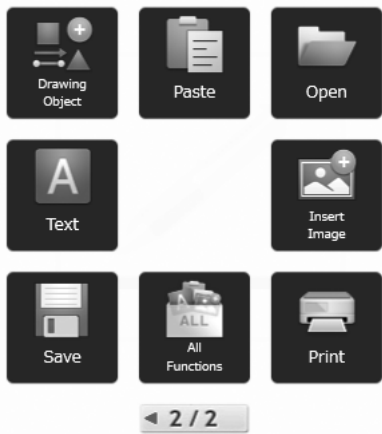 Drawing
Object
Paste
Open
A
Text
Insert
Image
Save
ALL
All
Functions
Print
2 / 2